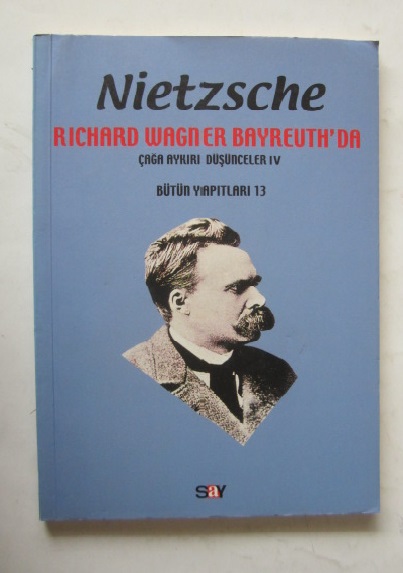 Nietzsche
RICHARD WAGNER BAYREUTH'DA
ÇAĞA AYKIRI DÜŞÜNCELER IV
BÜTÜN YAPITLARI 13
SAY